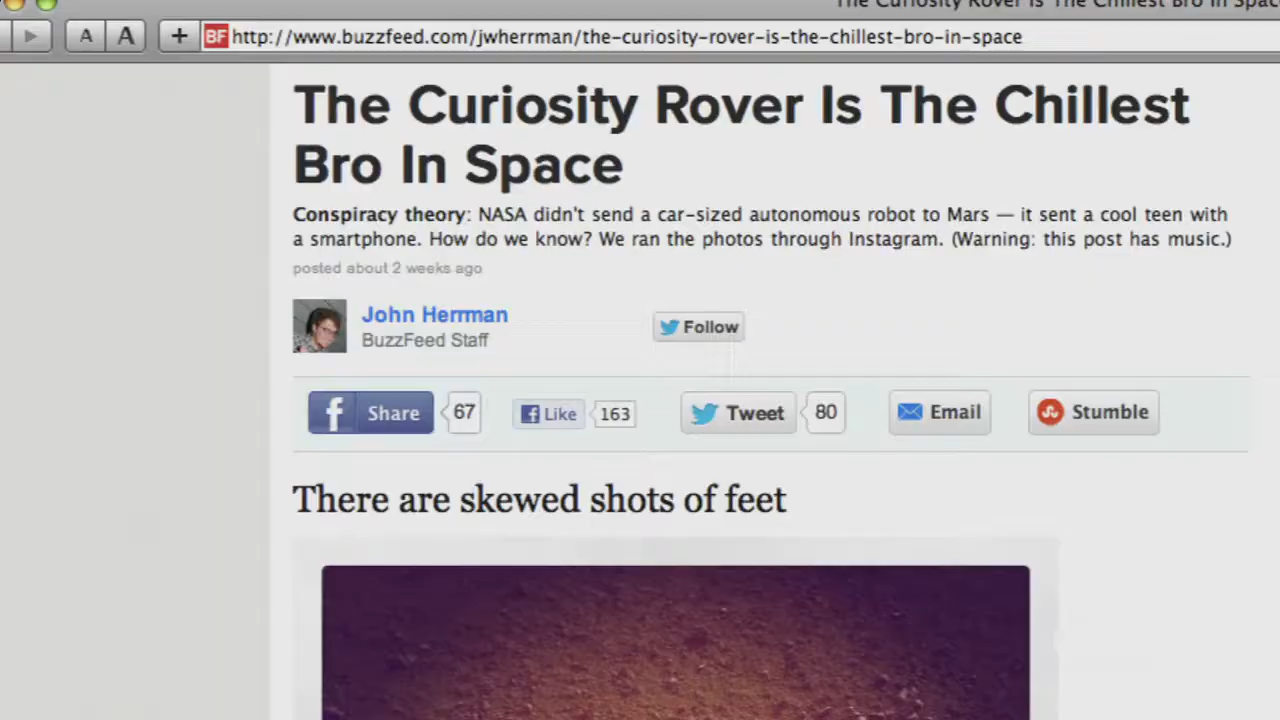 The Curiosity Rover Is The Chillest Bro In Space
A A + BF http://www.buzzfeed.com/jwherrman/the-curiosity-rover-is-the-chillest-bro-in-space
The Curiosity Rover Is The Chillest
Bro In Space
Conspiracy theory: NASA didn't send a car-sized autonomous robot to Mars — it sent a cool teen with
a smartphone. How do we know? We ran the photos through Instagram. (Warning: this post has music.)
posted about 2 weeks ago
John Herrman
BuzzFeed Staff
Follow
f Share 67 f Like 163 Tweet 80 Email Stumble
There are skewed shots of feet